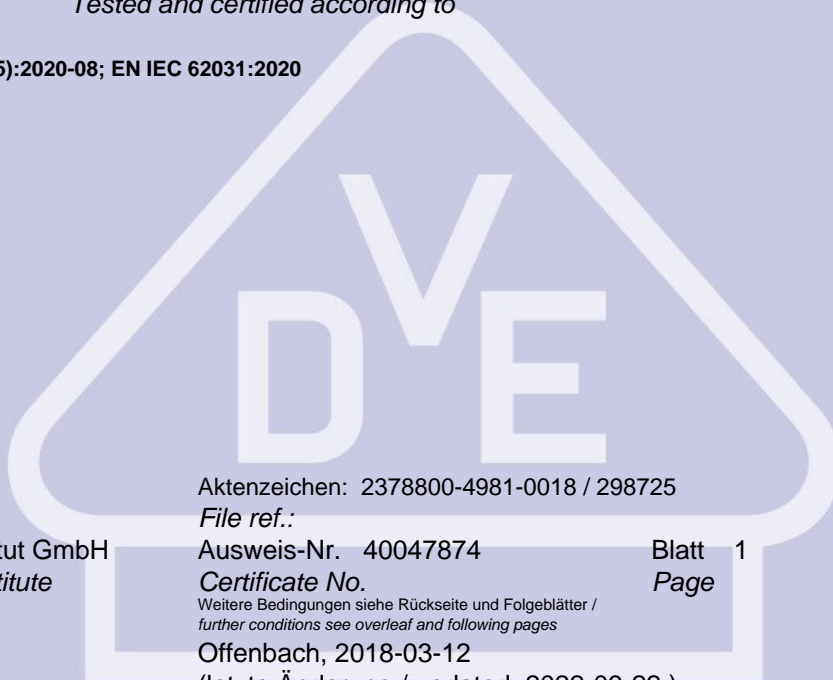 Tested and certified according to
):2020-08; EN IEC 62031:2020
VDE
Aktenzeichen: 2378800-4981-0018 / 298725
File ref.:
GmbH
Ausweis-Nr. 40047874 Blatt 1
Certificate No. Page
Weitere Bedingungen siehe Rückseite und Folgeblätter /
further conditions see overleaf and following pages
Offenbach, 2018-03-12